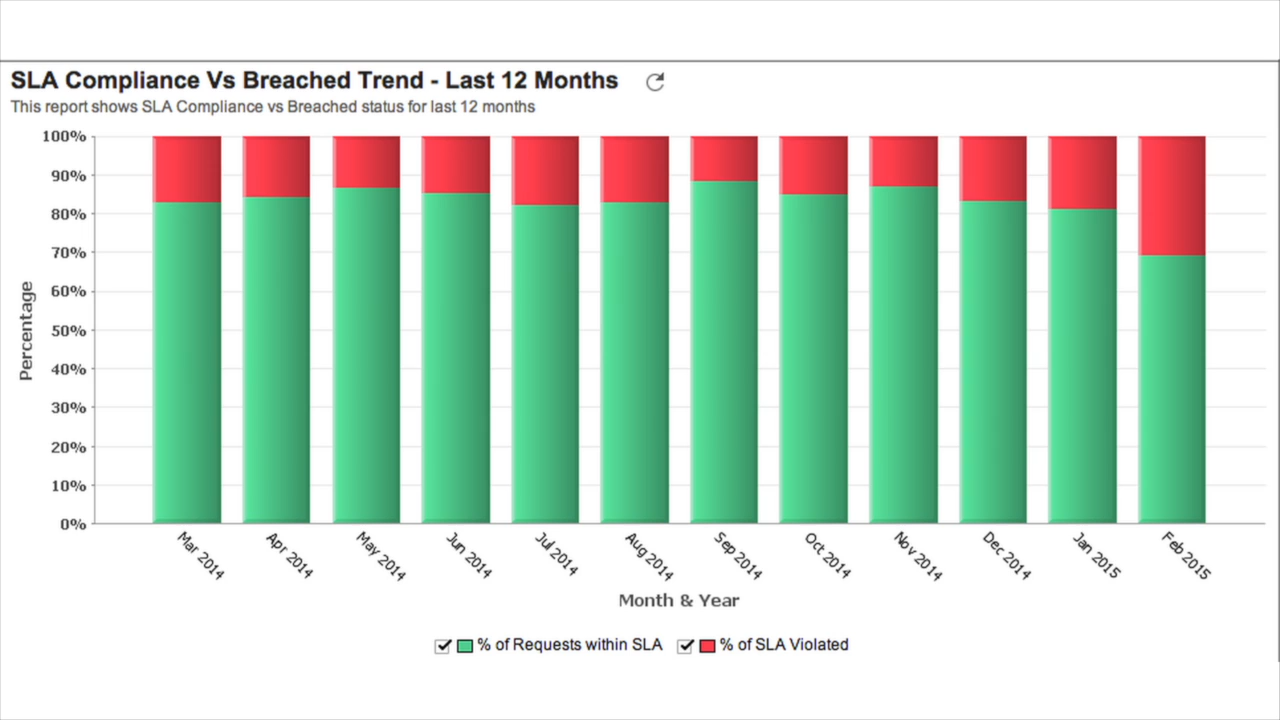 SLA Compliance Vs Breached Trend - Last 12 Months
This report shows SLA Compliance vs Breached status for last 12 months
100%
90%
80%
70%
60%
50%
40%
30%
20%
10%
0%
Percentage
Mar 2014
Apr 2014
May 2014
Jun 2014
Jul 2014
Aug 2014
Sep 2014
Oct 2014
Nov 2014
Dec 2014
Jan 2015
Feb 2015
Month & Year
% of Requests within SLA
% of SLA Violated